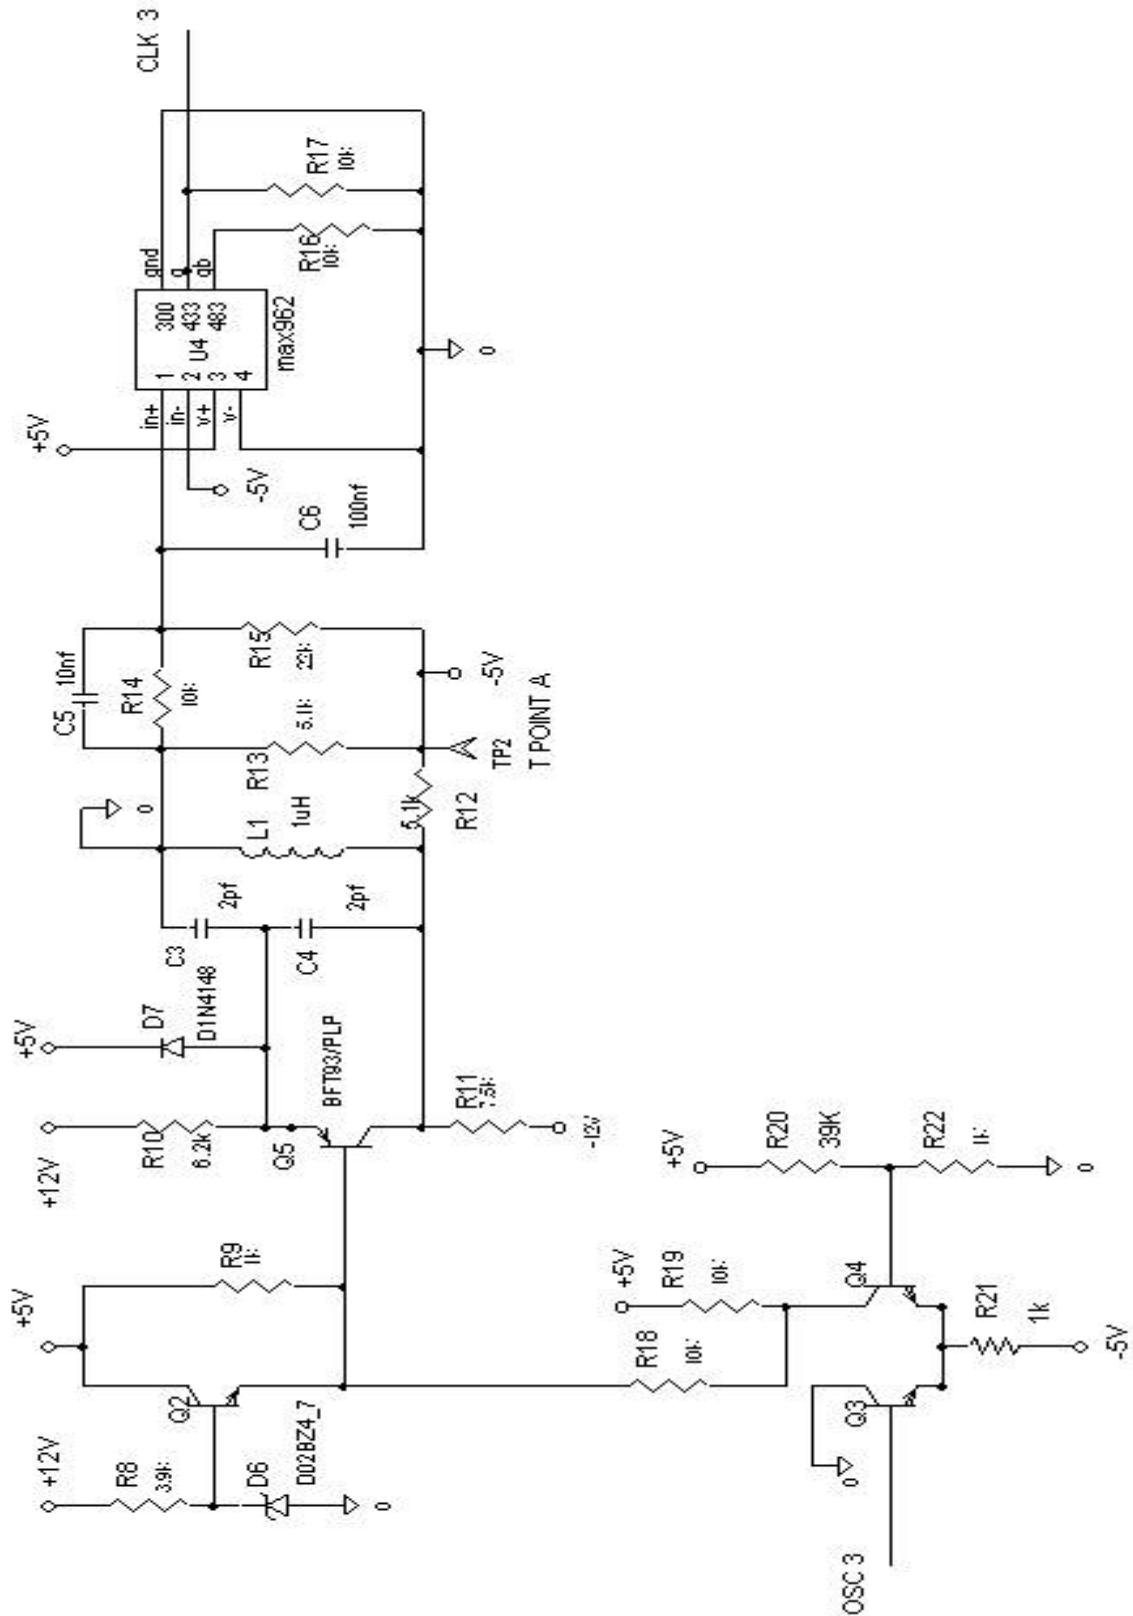 +12V
R8
3.9k
D6
D02BZ4_7
0
+5V
Q2
R9
1k
+12V
R10
6.2k
Q5
BFT93/PLP
R11
7.5k
-12V
+5V
D7
D1N4148
C3
2pf
C4
2pf
0
L1
1uH
5.1k
R12
C5
10nf
R14
10k
R13
5.1k
R15
22k
-5V
TP2
T POINT A
C6
100nf
+5V
-5V
in+
in-
v+
v-
1
2
3
4
U4
300
433
483
max962
gnd
q
qb
R16
10k
R17
10k
0
CLK 3
OSC 3
0
Q3
R18
10k
+5V
R19
10k
Q4
R21
1k
-5V
+5V
R20
39K
R22
1k
0